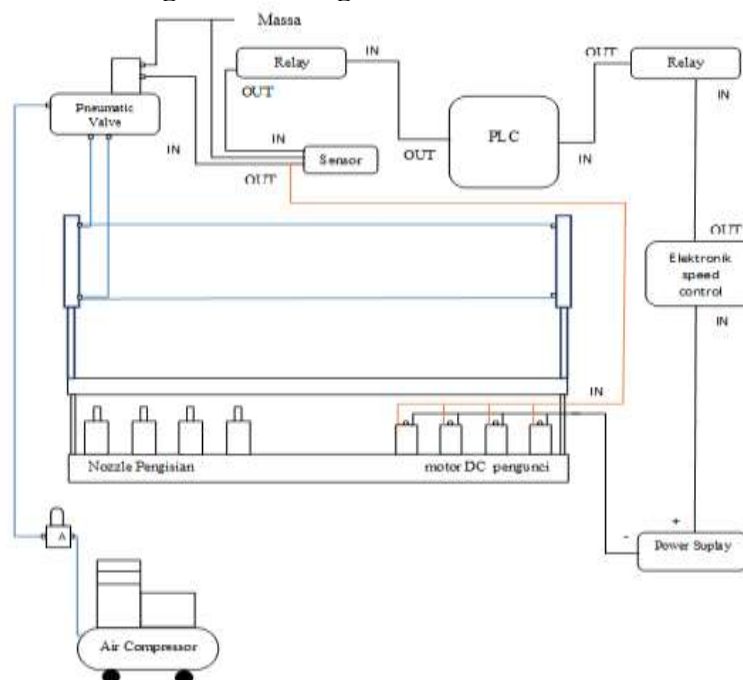 Massa
IN
OUT
Relay
Relay
OUT
IN
Pneumatic
Valve
PLC
IN
IN
OUT
IN
Sensor
OUT
OUT
Elektronik
speed
control
IN
IN
Nozzle Pengisian
motor DC pengunci
+
-
Power Suplay
A
Air Compressor